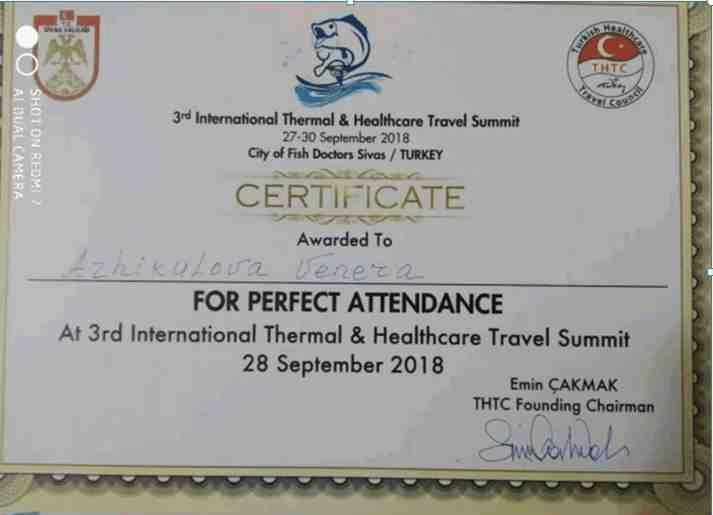 T.C.
SİVAS VALİLİĞİ
Turkish Healthcare
THTC
Travel Council
3rd International Thermal & Healthcare Travel Summit
27-30 September 2018
City of Fish Doctors Sivas / TURKEY
CERTIFICATE
Awarded To
Azhikulova Venera
FOR PERFECT ATTENDANCE
At 3rd International Thermal & Healthcare Travel Summit
28 September 2018
Emin ÇAKMAK
THTC Founding Chairman
SHOT ON REDMI 7
AI DUAL CAMERA